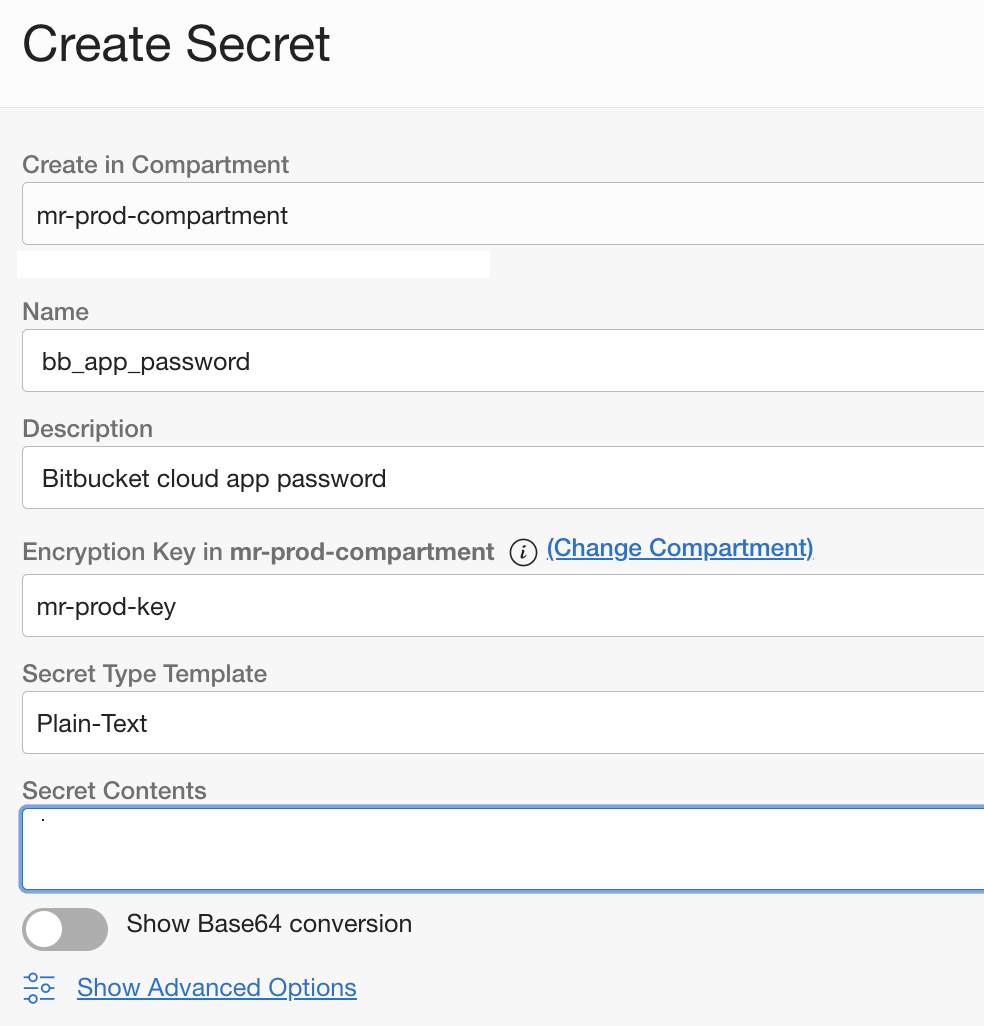 Create Secret
Create in Compartment
mr-prod-compartment
Name
bb_app_password
Description
Bitbucket cloud app password
Encryption Key in mr-prod-compartment (Change Compartment)
mr-prod-key
Secret Type Template
Plain-Text
Secret Contents
Show Base64 conversion
Show Advanced Options